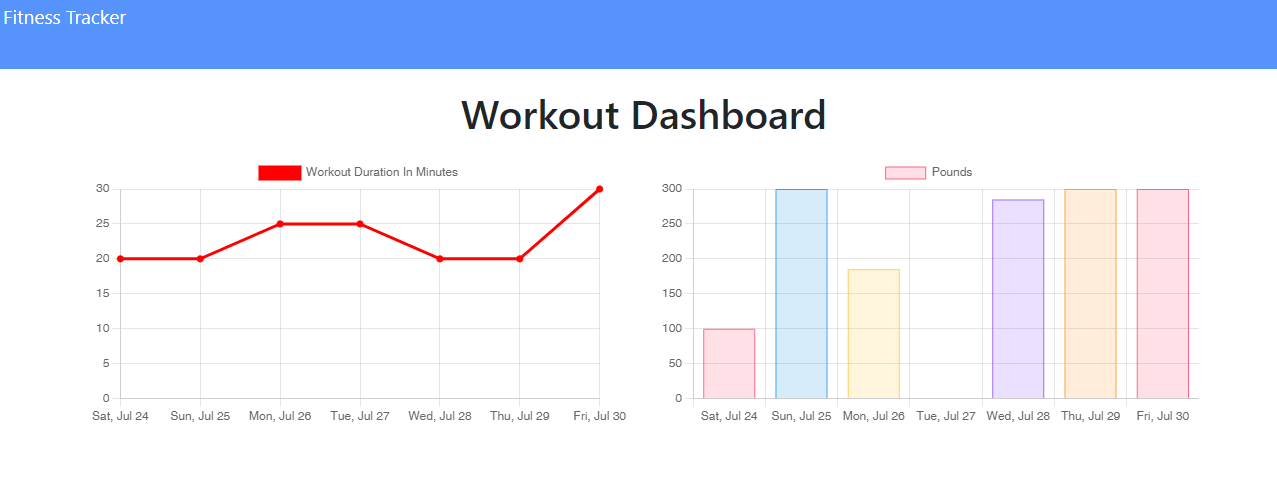 Fitness Tracker
Workout Dashboard
Workout Duration In Minutes
30
25
20
15
10
5
0
Sat, Jul 24 Sun, Jul 25 Mon, Jul 26 Tue, Jul 27 Wed, Jul 28 Thu, Jul 29 Fri, Jul 30
Pounds
300
250
200
150
100
50
0
Sat, Jul 24 Sun, Jul 25 Mon, Jul 26 Tue, Jul 27 Wed, Jul 28 Thu, Jul 29 Fri, Jul 30